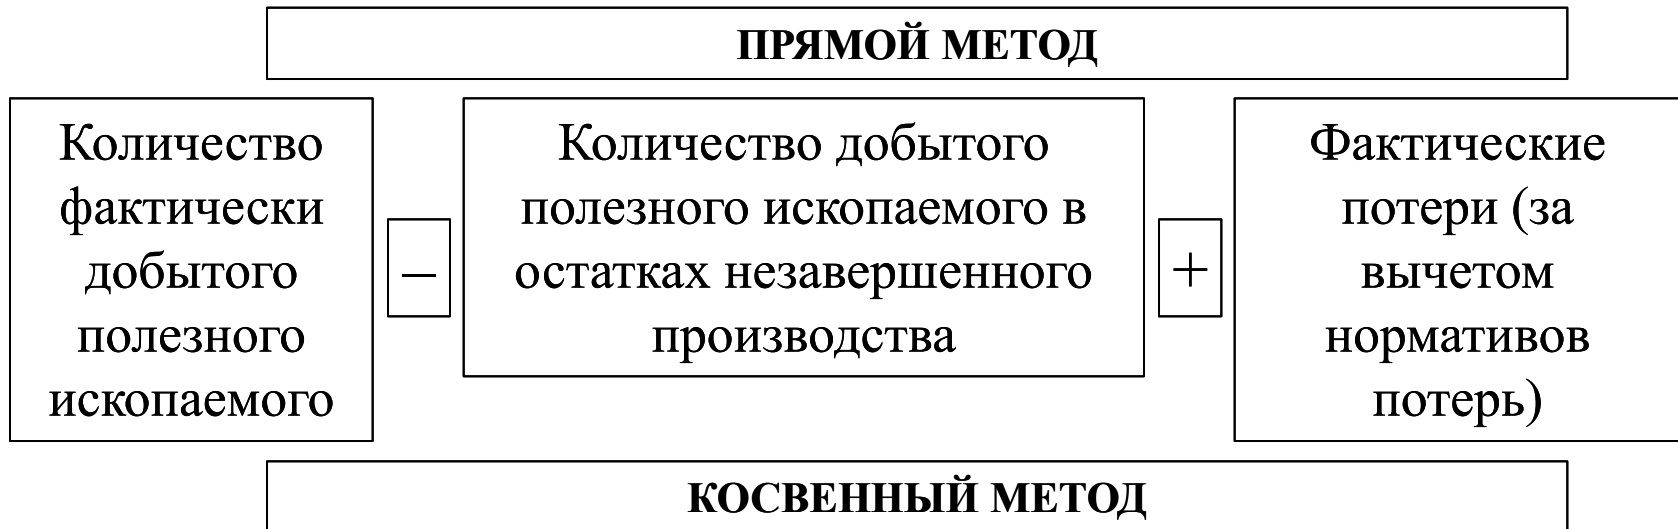 ПРЯМОЙ МЕТОД
Количество
фактически
добытого
полезного
ископаемого
–
Количество добытого
полезного ископаемого в
остатках незавершенного
производства
+
Фактические
потери (за
вычетом
нормативов
потерь)
КОСВЕННЫЙ МЕТОД